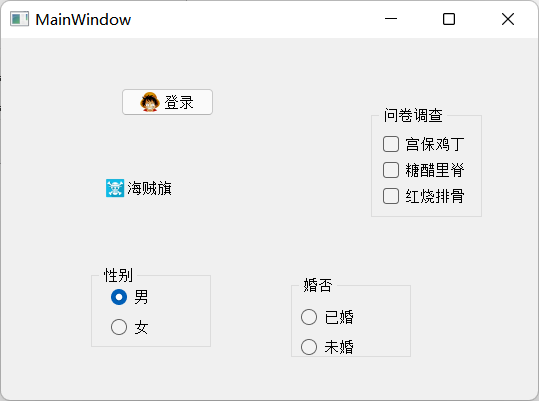 MainWindow
登录
问卷调查
宫保鸡丁
糖醋里脊
红烧排骨
海贼旗
性别
男
女
婚否
已婚
未婚